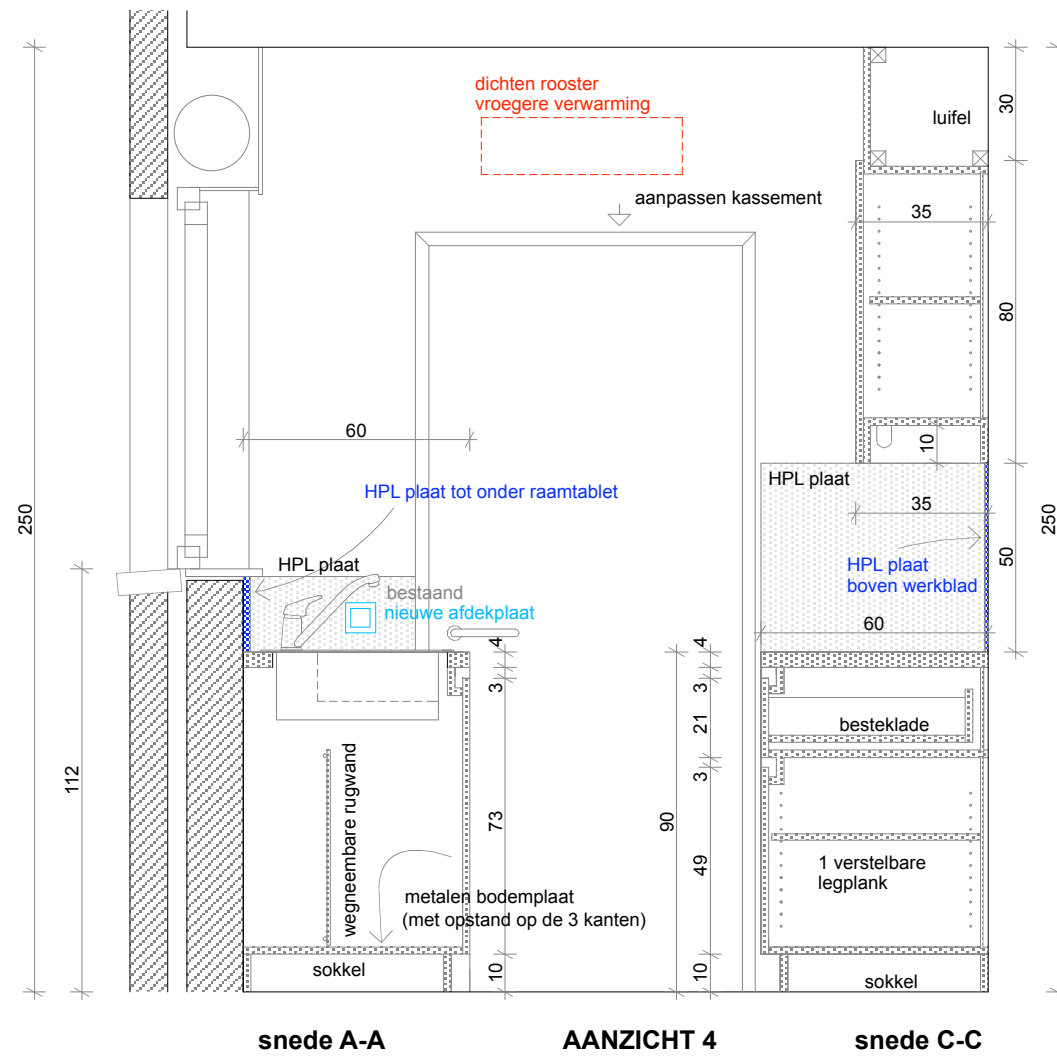 dichten rooster
vroegere verwarming
luifel
30
aanpassen kassement
35
80
60
10
HPL plaat
HPL plaat tot onder raamtablet
35
250
250
HPL plaat
50
HPL plaat
boven werkblad
bestaand
nieuwe afdekplaat
60
4
4
3
3
21
besteklade
112
3
wegneembare rugwand
73
90
49
1 verstelbare
legplank
metalen bodemplaat
(met opstand op de 3 kanten)
sokkel
10
10
sokkel
snede A-A
AANZICHT 4
snede C-C